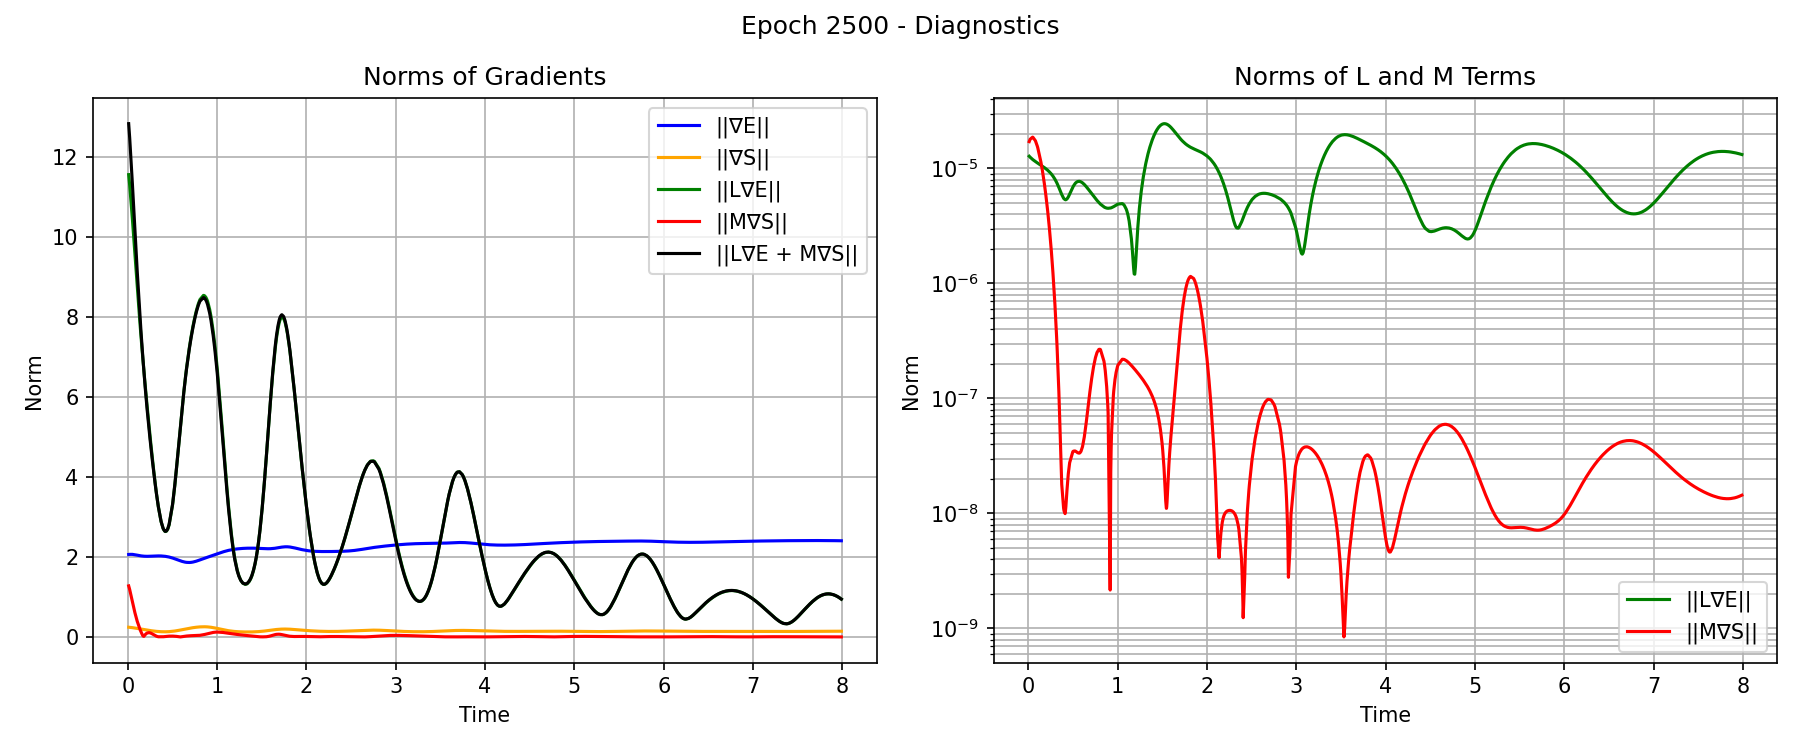 Epoch 2500 - Diagnostics
Norms of Gradients
Norm
12
10
8
6
4
2
0
0 1 2 3 4 5 6 7 8
Time
||∇E||
||∇S||
||L∇E||
||M∇S||
||L∇E + M∇S||
Norms of L and M Terms
Norm
10⁻⁵
10⁻⁶
10⁻⁷
10⁻⁸
10⁻⁹
0 1 2 3 4 5 6 7 8
Time
||L∇E||
||M∇S||